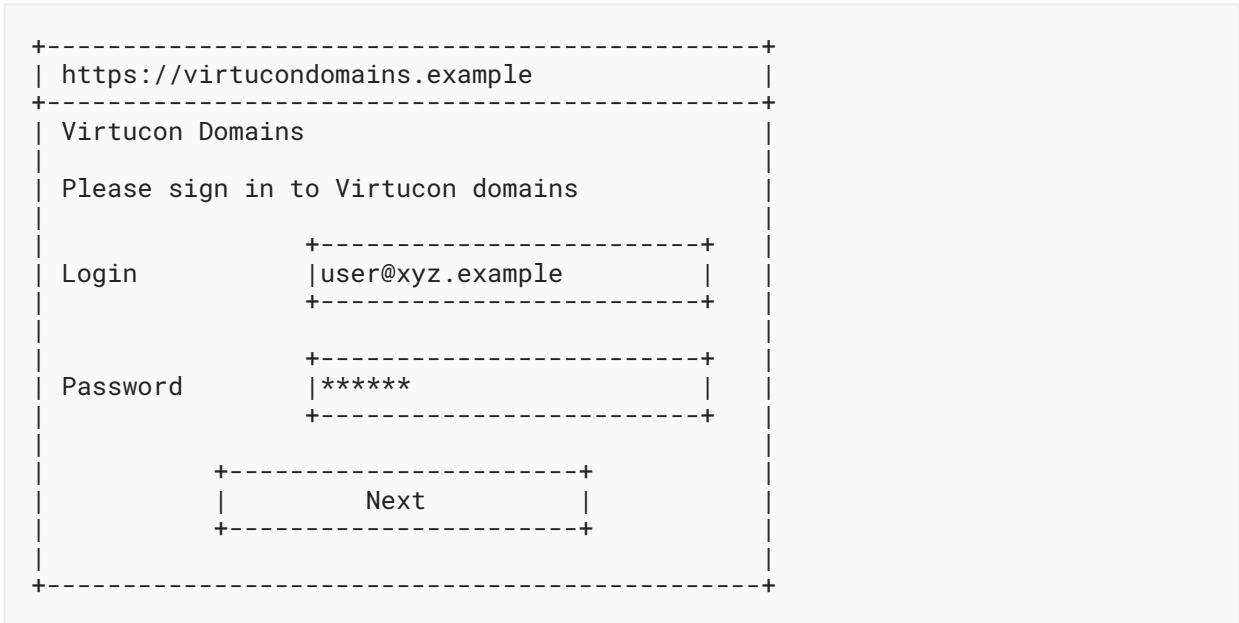 https://virtucondomains.example
Virtucon Domains
Please sign in to Virtucon domains
Login user@xyz.example
Password ******
Next